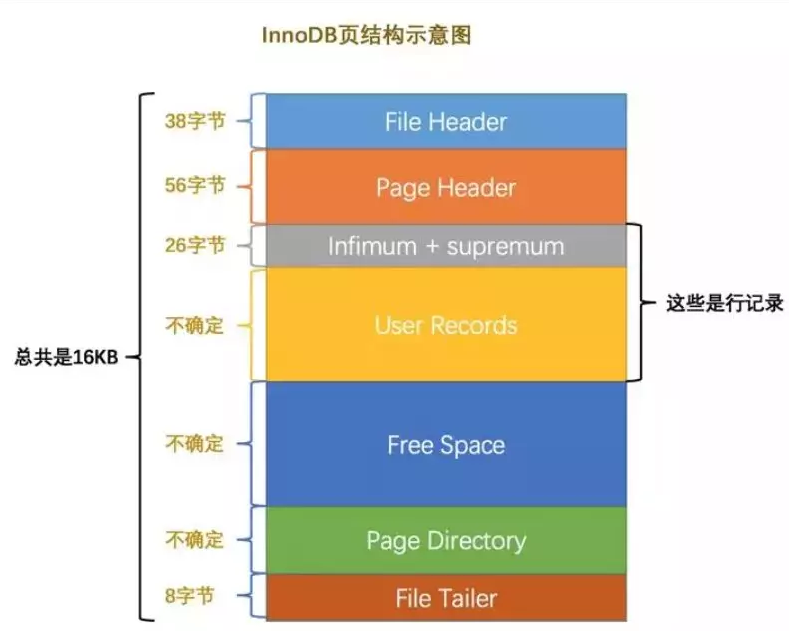 InnoDB页结构示意图
38字节
File Header
56字节
Page Header
26字节
Infimum + supremum
不确定
User Records
这些是行记录
总共是16KB
不确定
Free Space
不确定
Page Directory
8字节
File Tailer